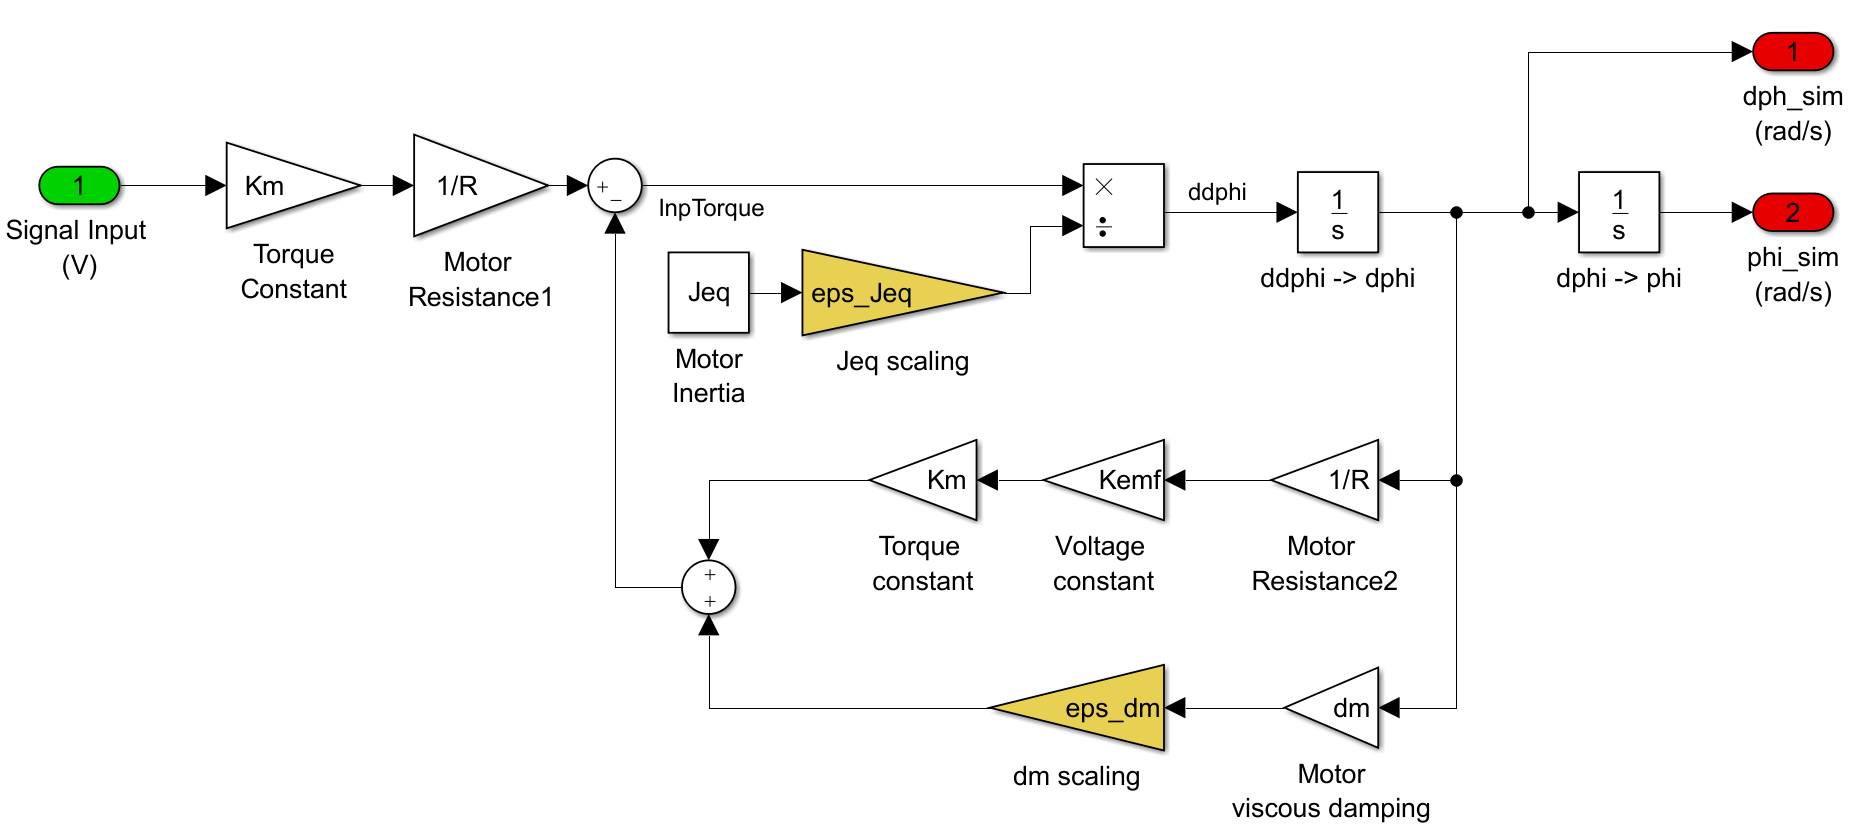 1
dph_sim
(rad/s)
1
Signal Input
(V)
Km
Torque
Constant
1/R
Motor
Resistance1
+
−
InpTorque
×
÷
ddphi
1
s
ddphi -> dphi
1
s
dphi -> phi
2
phi_sim
(rad/s)
Jeq
Motor
Inertia
eps_Jeq
Jeq scaling
Km
Torque
constant
Kemf
Voltage
constant
1/R
Motor
Resistance2
+
+
eps_dm
dm scaling
dm
Motor
viscous damping